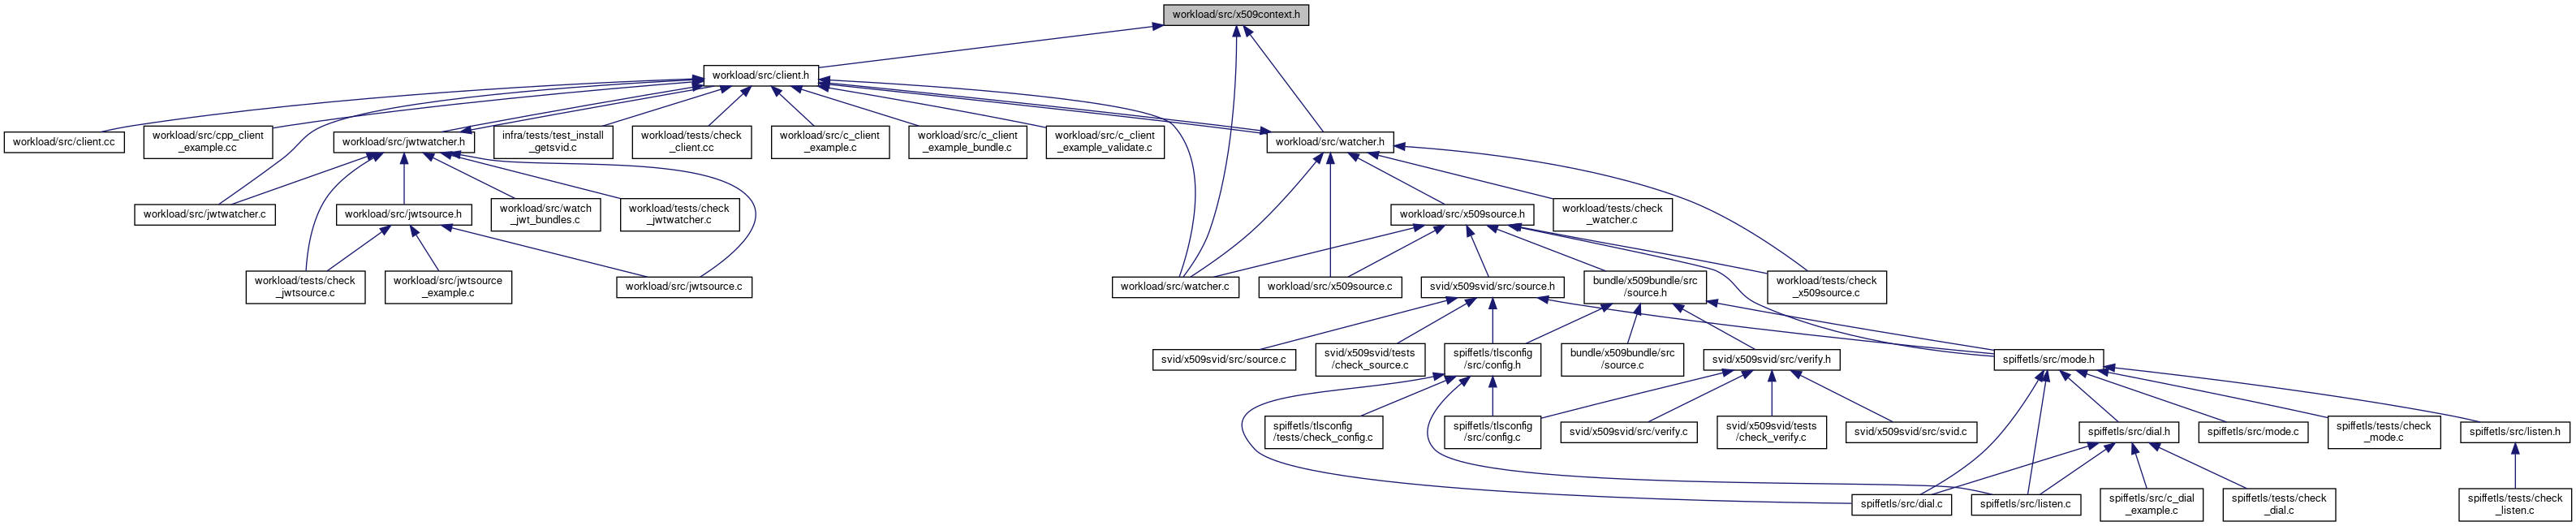 workload/src/x509context.h
workload/src/client.h
workload/src/client.cc
workload/src/cpp_client
_example.cc
workload/src/jwtwatcher.h
infra/tests/test_install
_getsvid.c
workload/tests/check
_client.cc
workload/src/c_client
_example.c
workload/src/c_client
_example_bundle.c
workload/src/c_client
_example_validate.c
workload/src/watcher.h
workload/src/jwtwatcher.c
workload/src/jwtsource.h
workload/src/watch
_jwt_bundles.c
workload/tests/check
_jwtwatcher.c
workload/src/x509source.h
workload/tests/check
_watcher.c
workload/tests/check
_jwtsource.c
workload/src/jwtsource
_example.c
workload/src/jwtsource.c
workload/src/watcher.c
workload/src/x509source.c
svid/x509svid/src/source.h
bundle/x509bundle/src
/source.h
workload/tests/check
_x509source.c
svid/x509svid/src/source.c
svid/x509svid/tests
/check_source.c
spiffetls/tlsconfig
/src/config.h
bundle/x509bundle/src
/source.c
svid/x509svid/src/verify.h
spiffetls/src/mode.h
spiffetls/tlsconfig
/tests/check_config.c
spiffetls/tlsconfig
/src/config.c
svid/x509svid/src/verify.c
svid/x509svid/tests
/check_verify.c
svid/x509svid/src/svid.c
spiffetls/src/dial.h
spiffetls/src/mode.c
spiffetls/tests/check
_mode.c
spiffetls/src/listen.h
spiffetls/src/dial.c
spiffetls/src/listen.c
spiffetls/src/c_dial
_example.c
spiffetls/tests/check
_dial.c
spiffetls/tests/check
_listen.c